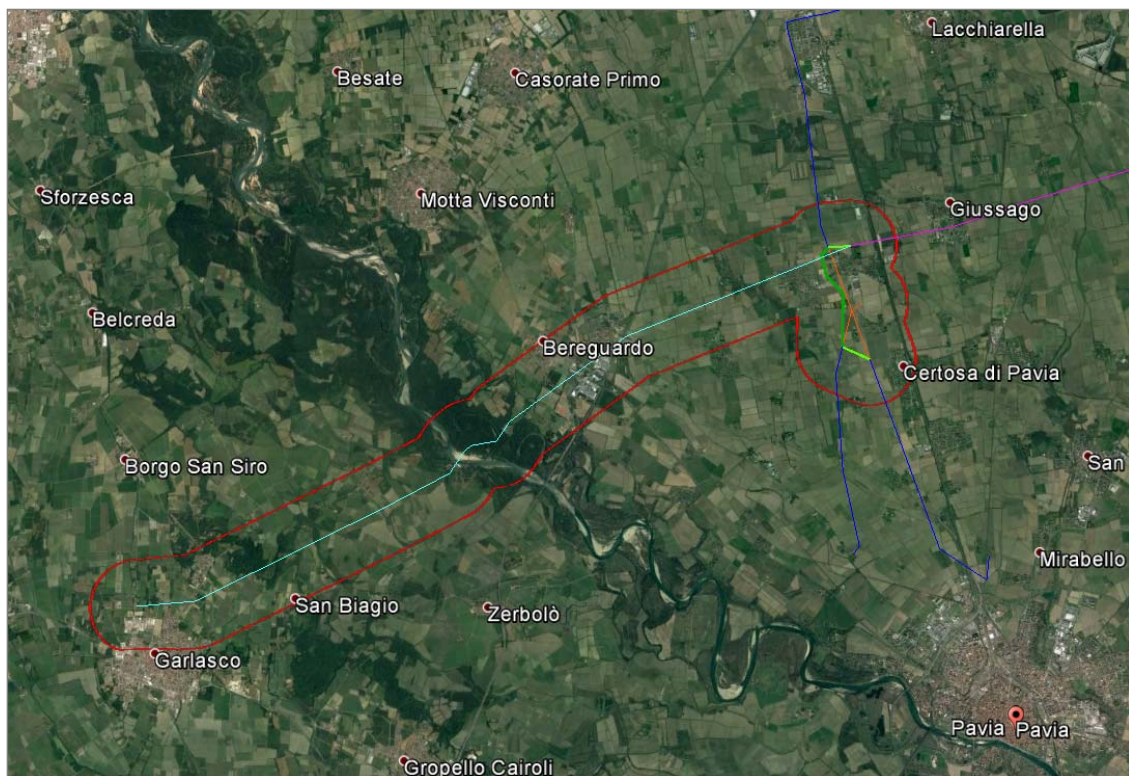 Lacchiarella
Besate
Casorate Primo
Sforzesca
Motta Visconti
Giussago
Belcreda
Bereguardo
Certosa di Pavia
Borgo San Siro
San
Mirabello
San Biagio
Zerbolò
Garlasco
Pavia Pavia
Gropello Cairoli